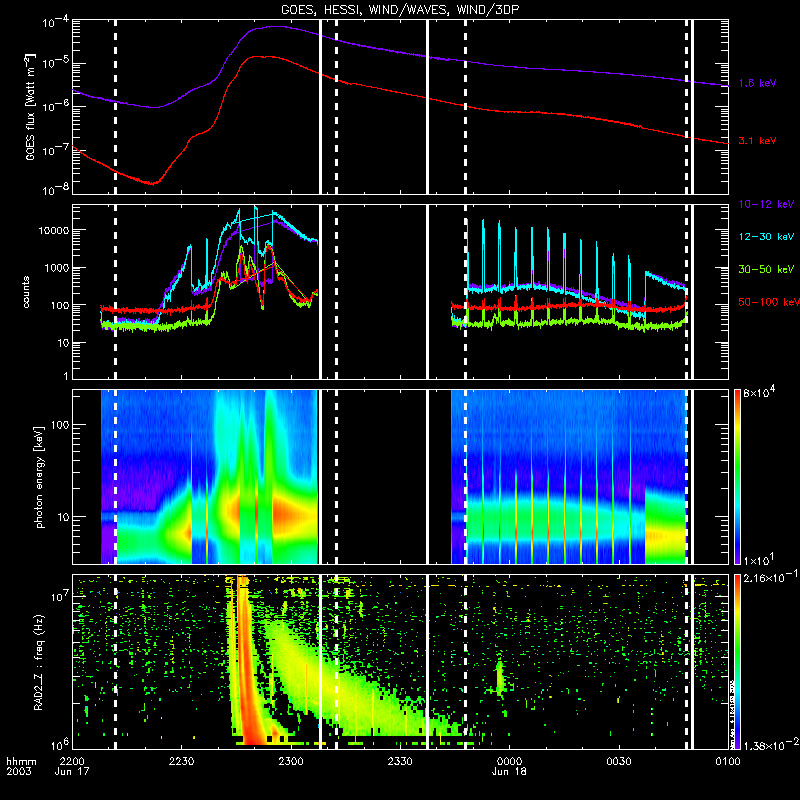 GOES, HESSI, WIND/WAVES, WIND/3DP
10⁻⁴
10⁻⁵
10⁻⁶
10⁻⁷
10⁻⁸
GOES flux [Watt m⁻²]
1.6 keV
3.1 keV
10000
1000
100
10
1
counts
10−12 keV
12−30 keV
30−50 keV
50−100 keV
100
10
photon energy [keV]
6×10⁴
1×10¹
10⁷
10⁶
RAD2_Z : freq (Hz)
2.16×10⁻¹
1.38×10⁻²
hhmm 2200 2230 2300 2330 0000 0030 0100
2003 Jun 17 Jun 18